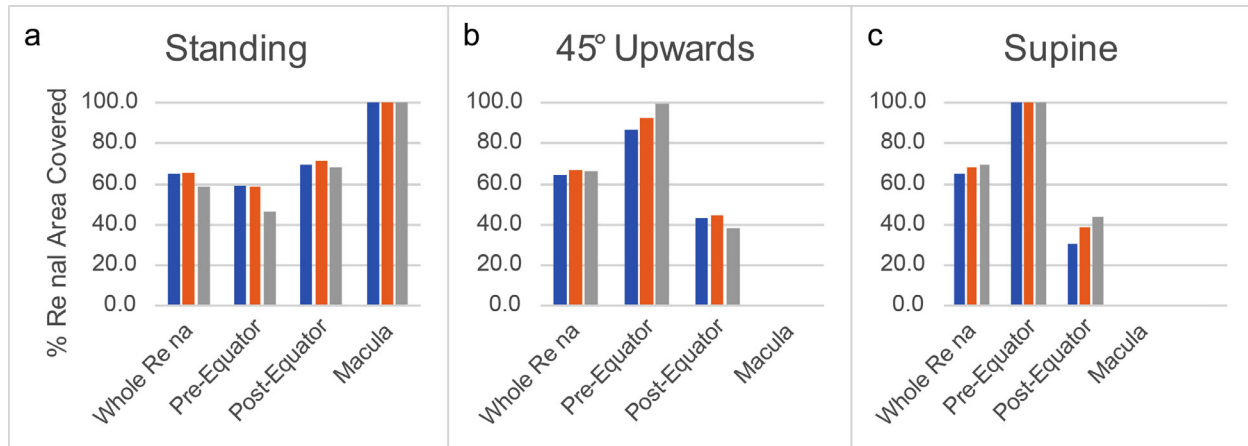 a
Standing
% Re nal Area Covered
100.0
80.0
60.0
40.0
20.0
0.0
Whole Re na
Pre-Equator
Post-Equator
Macula
b
45° Upwards
100.0
80.0
60.0
40.0
20.0
0.0
Whole Re na
Pre-Equator
Post-Equator
Macula
c
Supine
100.0
80.0
60.0
40.0
20.0
0.0
Whole Re na
Pre-Equator
Post-Equator
Macula